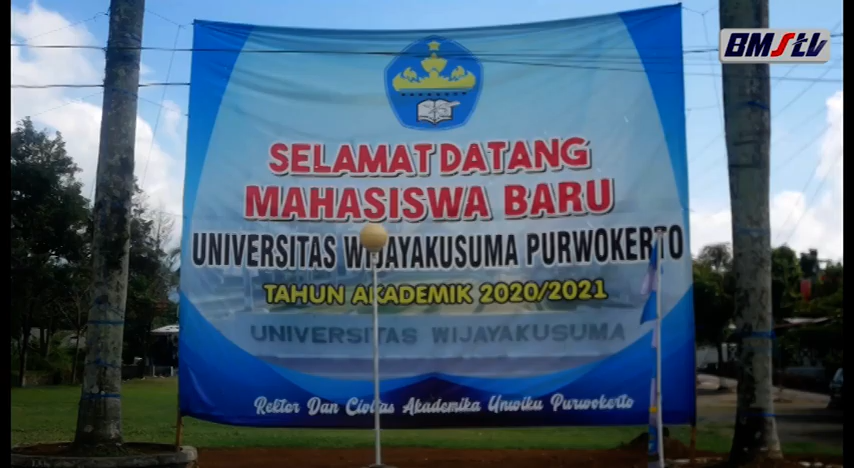 BMStv
SELAMAT DATANG
MAHASISWA BARU
UNIVERSITAS WIJAYAKUSUMA PURWOKERTO
TAHUN AKADEMIK 2020/2021
UNIVERSITAS WIJAYAKUSUMA
Rektor Dan Civitas Akademika Unwiku Purwokerto